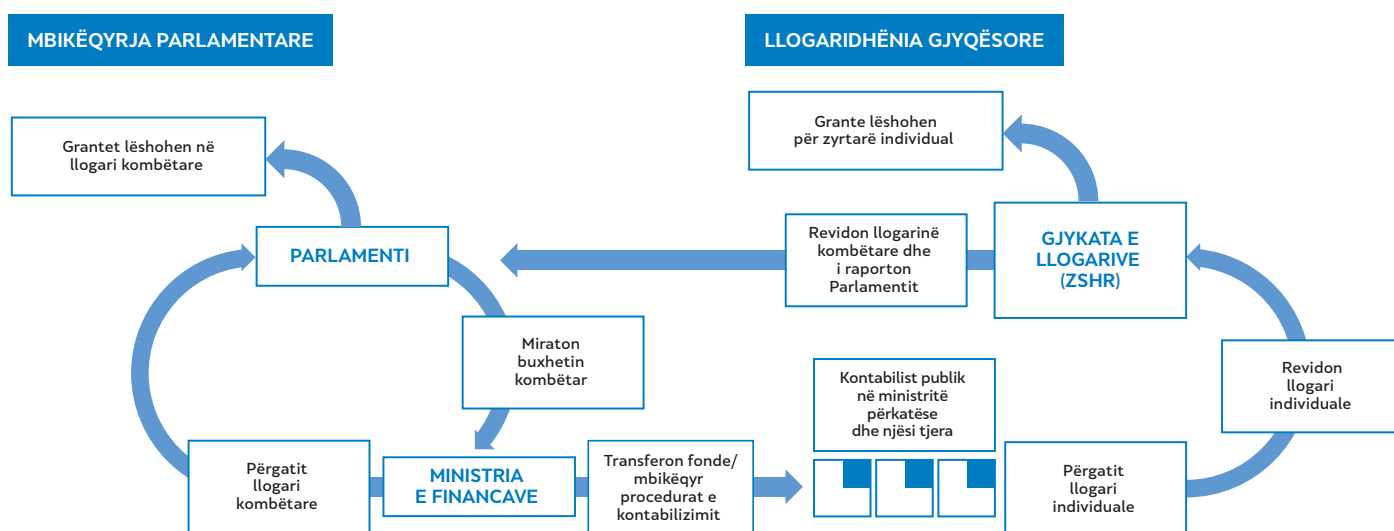 MBIKËQYRJA PARLAMENTARE
LLOGARIDHËNIA GJYQËSORE
Grantet lëshohen në
llogari kombëtare
Grante lëshohen
për zyrtarë individual
PARLAMENTI
Revidon llogarinë
kombëtare dhe
i raporton
Parlamentit
GJYKATA E
LLOGARIVE
(ZSHR)
Miraton
buxhetin
kombëtar
Kontabilist publik
në ministritë
përkatëse
dhe njësi tjera
Revidon
llogari
individuale
Përgatit
llogari
kombëtare
MINISTRIA
E FINANCAVE
Transferon fonde/
mbikëqyr
procedurat e
kontabilizimit
Përgatit
llogari
individuale